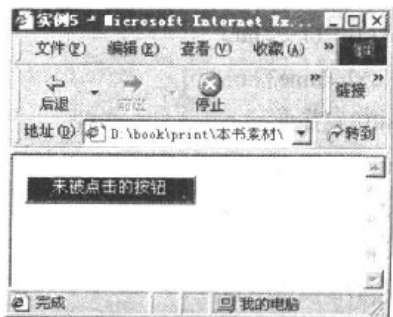 实例5 - Microsoft Internet Ex...
文件(F) 编辑(E) 查看(V) 收藏(A) »
后退 前进 停止 » 链接 »
地址(D) D:\book\print\本书素材\ 转到
未被点击的按钮
完成 我的电脑